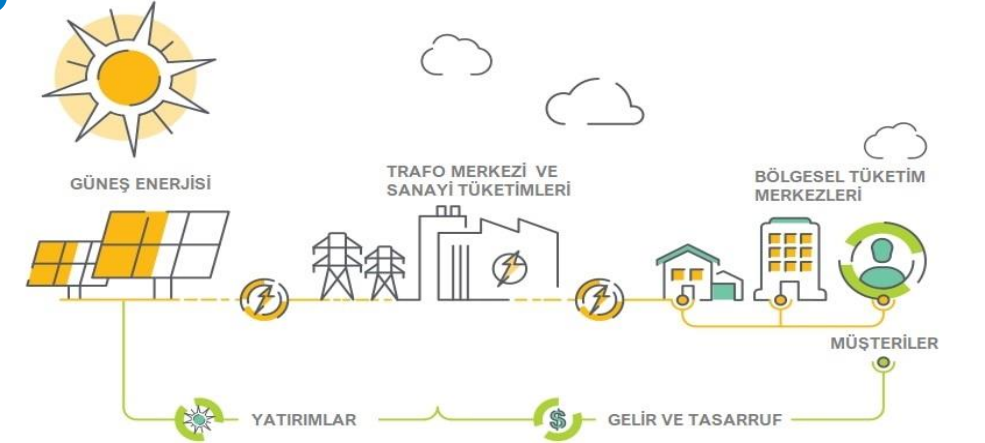 GÜNEŞ ENERJİSİ
TRAFO MERKEZİ VE
SANAYİ TÜKETİMLERİ
BÖLGESEL TÜKETİM
MERKEZLERİ
MÜŞTERİLER
YATIRIMLAR
$
GELİR VE TASARRUF